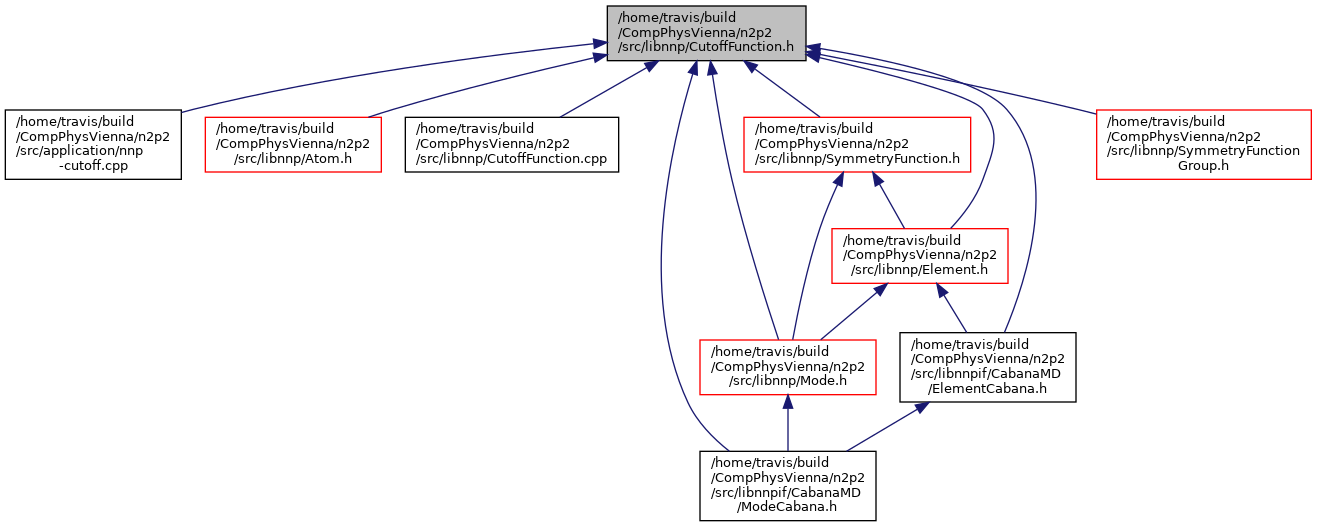 /home/travis/build
/CompPhysVienna/n2p2
/src/libnnp/CutoffFunction.h
/home/travis/build
/CompPhysVienna/n2p2
/src/application/nnp
-cutoff.cpp
/home/travis/build
/CompPhysVienna/n2p2
/src/libnnp/Atom.h
/home/travis/build
/CompPhysVienna/n2p2
/src/libnnp/CutoffFunction.cpp
/home/travis/build
/CompPhysVienna/n2p2
/src/libnnp/SymmetryFunction.h
/home/travis/build
/CompPhysVienna/n2p2
/src/libnnp/SymmetryFunction
Group.h
/home/travis/build
/CompPhysVienna/n2p2
/src/libnnp/Element.h
/home/travis/build
/CompPhysVienna/n2p2
/src/libnnp/Mode.h
/home/travis/build
/CompPhysVienna/n2p2
/src/libnnpif/CabanaMD
/ElementCabana.h
/home/travis/build
/CompPhysVienna/n2p2
/src/libnnpif/CabanaMD
/ModeCabana.h